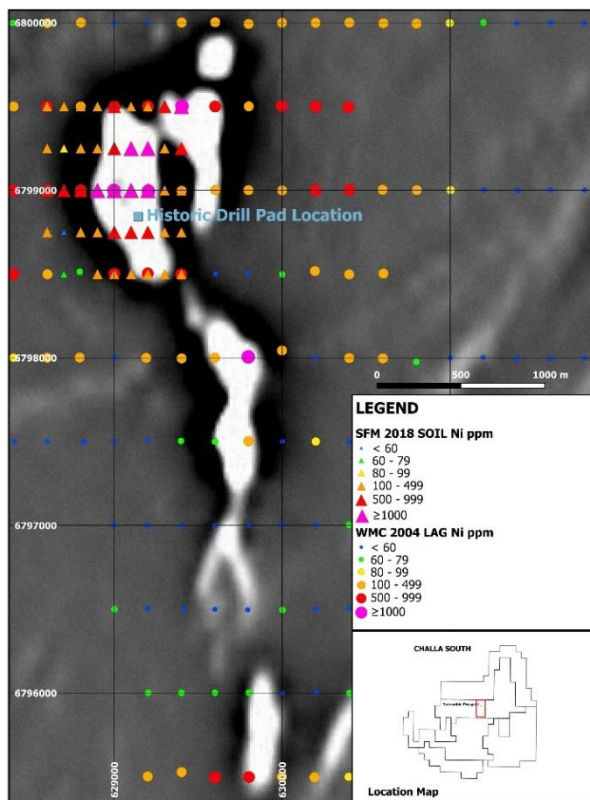 6800000
6799000
Historic Drill Pad Location
6798000
0 500 1000 m
LEGEND
SFM 2018 SOIL Ni ppm
< 60
60 - 79
80 - 99
100 - 499
500 - 999
≥1000
WMC 2004 LAG Ni ppm
< 60
60 - 79
80 - 99
100 - 499
500 - 999
≥1000
6797000
CHALLA SOUTH
6796000
Location Map
629000
630000